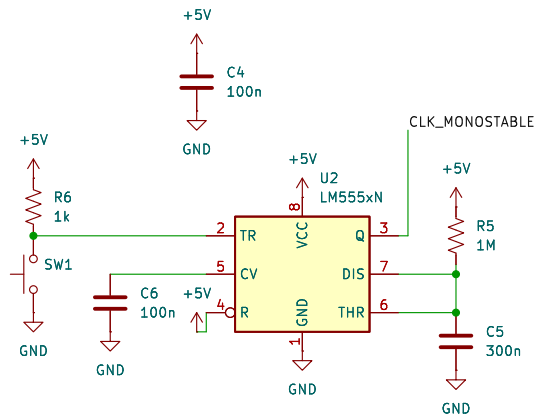 +5V
C4
100n
GND
+5V
R6
1k
SW1
GND
C6
100n
GND
+5V
+5V
U2
LM555xN
8
VCC
2
TR
5
CV
4
R
GND
1
GND
Q
3
DIS
7
THR
6
CLK_MONOSTABLE
+5V
R5
1M
C5
300n
GND